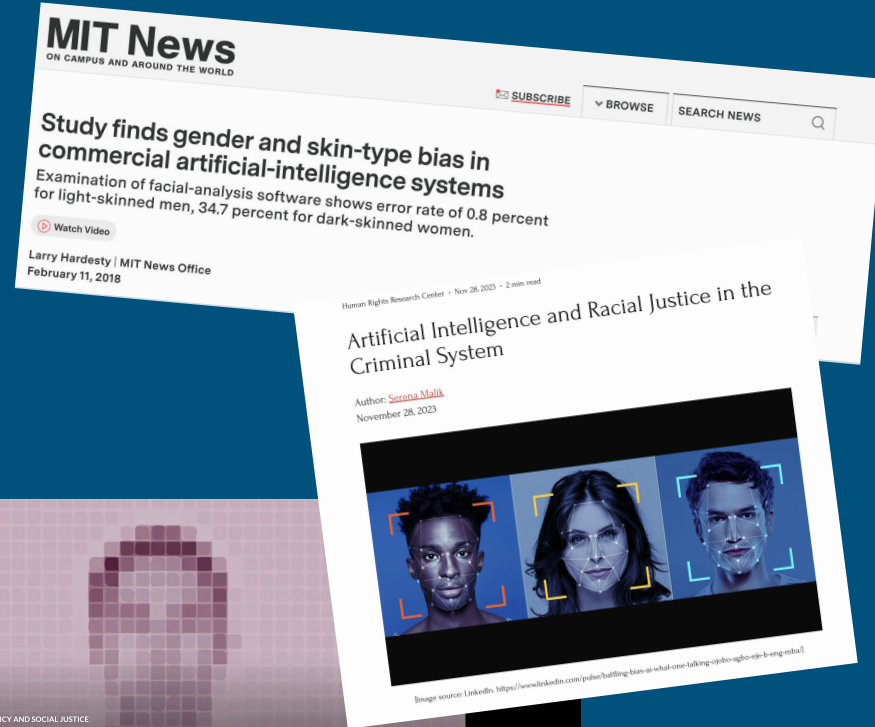 MIT News
ON CAMPUS AND AROUND THE WORLD
SUBSCRIBE
BROWSE
SEARCH NEWS
Study finds gender and skin-type bias in
commercial artificial-intelligence systems
Examination of facial-analysis software shows error rate of 0.8 percent
for light-skinned men, 34.7 percent for dark-skinned women.
Watch Video
Larry Hardesty | MIT News Office
February 11, 2018
Human Rights Research Center • Nov 28, 2023 • 2 min read
Artificial Intelligence and Racial Justice in the
Criminal System
Author: Serena Malik
November 28, 2023
[Image source: LinkedIn. https://www.linkedin.com/pulse/battling-bias-ai-what-one-talking-ojobo-agbo-eje-b-eng-mba/]
ICY AND SOCIAL JUSTICE